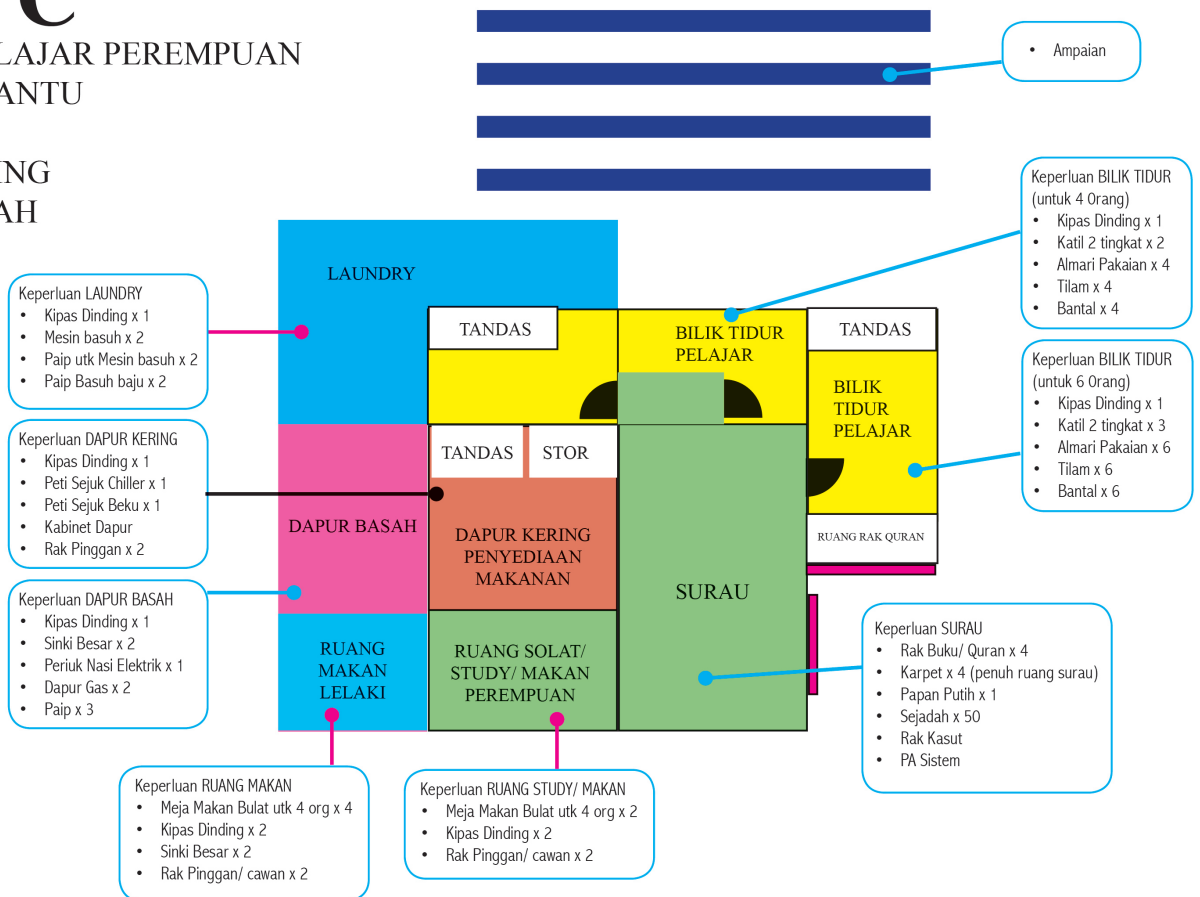 C
LAJAR PEREMPUAN
ANTU
ING
AH
• Ampaian
Keperluan BILIK TIDUR
(untuk 4 Orang)
• Kipas Dinding x 1
• Katil 2 tingkat x 2
• Almari Pakaian x 4
• Tilam x 4
• Bantal x 4
Keperluan BILIK TIDUR
(untuk 6 Orang)
• Kipas Dinding x 1
• Katil 2 tingkat x 3
• Almari Pakaian x 6
• Tilam x 6
• Bantal x 6
Keperluan LAUNDRY
• Kipas Dinding x 1
• Mesin basuh x 2
• Paip utk Mesin basuh x 2
• Paip Basuh baju x 2
Keperluan DAPUR KERING
• Kipas Dinding x 1
• Peti Sejuk Chiller x 1
• Peti Sejuk Beku x 1
• Kabinet Dapur
• Rak Pinggan x 2
Keperluan DAPUR BASAH
• Kipas Dinding x 1
• Sinki Besar x 2
• Periuk Nasi Elektrik x 1
• Dapur Gas x 2
• Paip x 3
LAUNDRY
TANDAS
BILIK TIDUR
PELAJAR
TANDAS
BILIK
TIDUR
PELAJAR
TANDAS
STOR
DAPUR BASAH
DAPUR KERING
PENYEDIAAN
MAKANAN
RUANG RAK QURAN
SURAU
RUANG
MAKAN
LELAKI
RUANG SOLAT/
STUDY/ MAKAN
PEREMPUAN
Keperluan SURAU
• Rak Buku/ Quran x 4
• Karpet x 4 (penuh ruang surau)
• Papan Putih x 1
• Sejadah x 50
• Rak Kasut
• PA Sistem
Keperluan RUANG MAKAN
• Meja Makan Bulat utk 4 org x 4
• Kipas Dinding x 2
• Sinki Besar x 2
• Rak Pinggan/ cawan x 2
Keperluan RUANG STUDY/ MAKAN
• Meja Makan Bulat utk 4 org x 2
• Kipas Dinding x 2
• Rak Pinggan/ cawan x 2